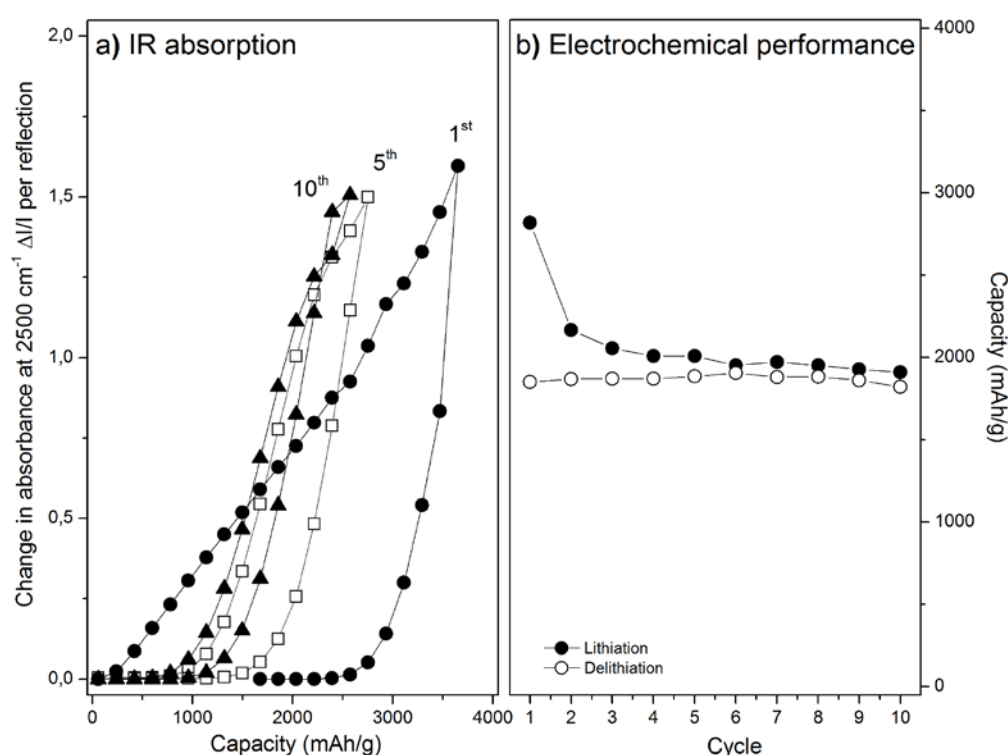 a) IR absorption
b) Electrochemical performance
2,0
1,5
1,0
0,5
0,0
Change in absorbance at 2500 cm⁻¹ ΔI/I per reflection
10ᵗʰ
5ᵗʰ
1ˢᵗ
0
1000
2000
3000
4000
Capacity (mAh/g)
Lithiation
Delithiation
1
2
3
4
5
6
7
8
9
10
Cycle
4000
3000
2000
1000
0
Capacity
(mAh/g)